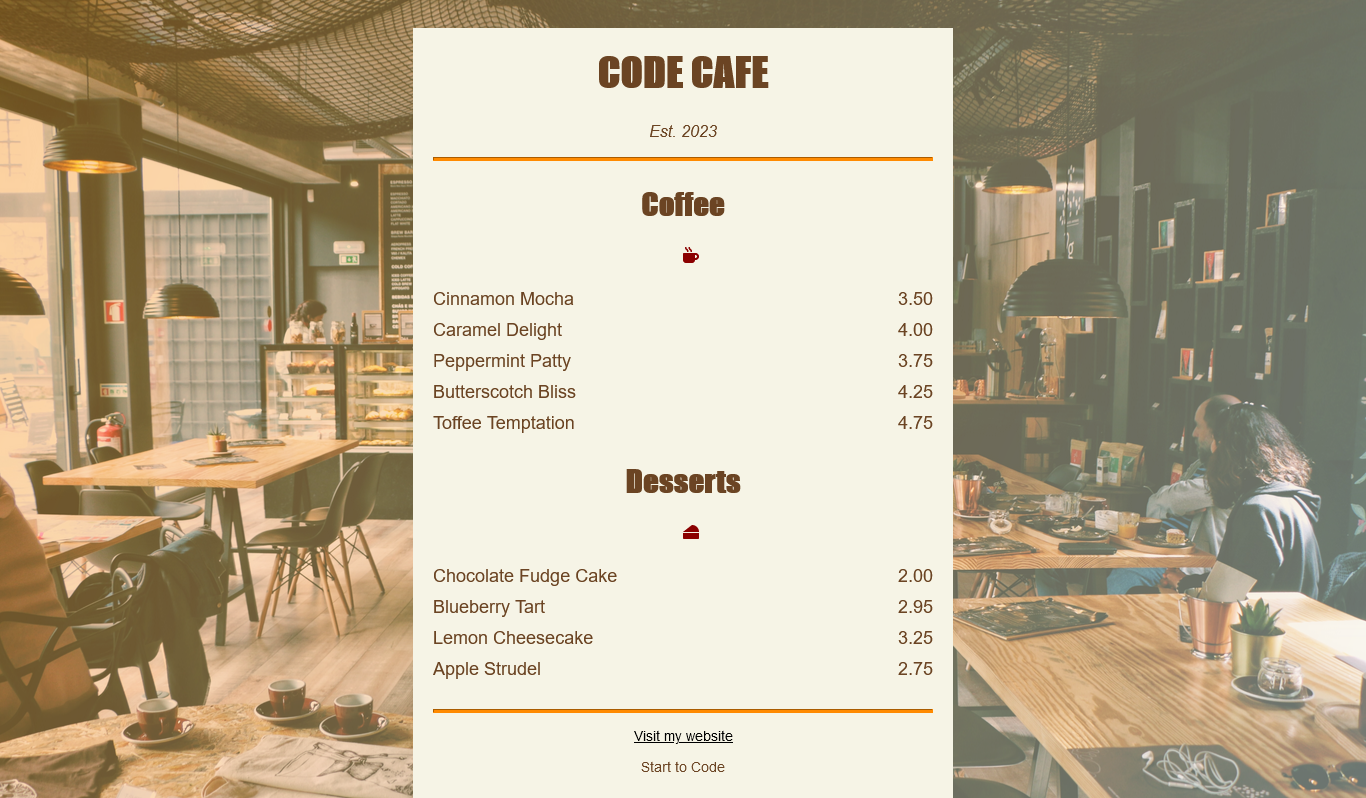 CODE CAFE
Est. 2023
Coffee
Cinnamon Mocha 3.50
Caramel Delight 4.00
Peppermint Patty 3.75
Butterscotch Bliss 4.25
Toffee Temptation 4.75
Desserts
Chocolate Fudge Cake 2.00
Blueberry Tart 2.95
Lemon Cheesecake 3.25
Apple Strudel 2.75
Visit my website
Start to Code